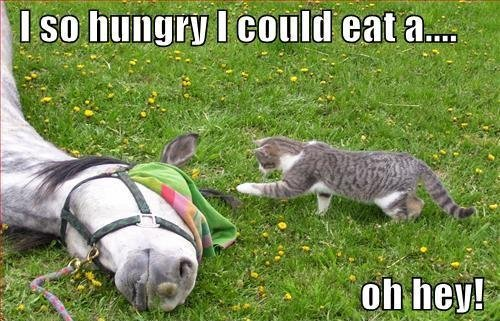 I so hungry I could eat a....
oh hey!